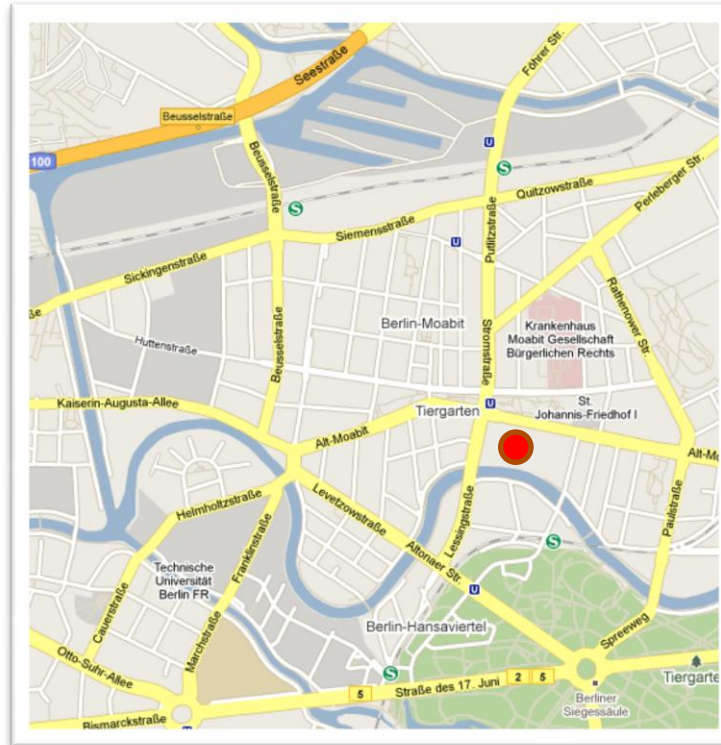 Föhrer Str.
Seestraße
Beusselstraße
100
U
S
Beusselstraße
Quitzowstraße
Perleberger Str.
S
Siemensstraße
U
Putlitzstraße
Sickingenstraße
ße
Rathenower Str.
Berlin-Moabit
Stromstraße
Krankenhaus
Moabit Gesellschaft
Bürgerlichen Rechts
Huttenstraße
Beusselstraße
Kaiserin-Augusta-Allee
Tiergarten
U
St.
Johannis-Friedhof I
Alt-Moabit
Alt-Mo
Levetzowstraße
Lessingstraße
Paulstraße
Helmholtzstraße
Franklinstraße
S
Altonaer Str.
Technische
Universität
Berlin FR
U
Cauerstraße
Marchstraße
Berlin-Hansaviertel
Spreeweg
Otto-Suhr-Allee
S
Tiergarte
5
Straße des 17. Juni
2
5
Berliner
Siegessäule
Bismarckstraße
U